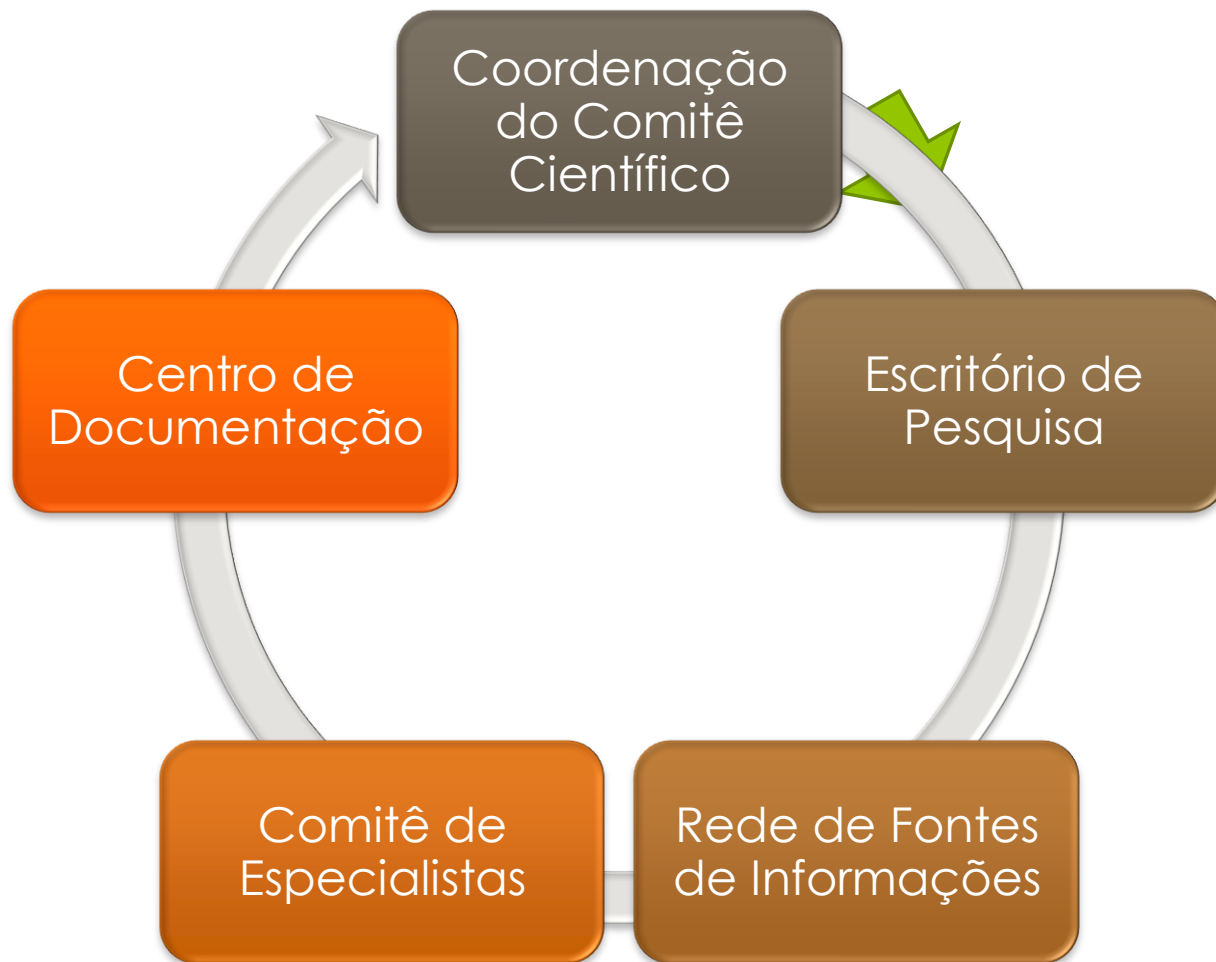 Coordenação
do Comitê
Científico
Escritório de
Pesquisa
Rede de Fontes
de Informações
Comitê de
Especialistas
Centro de
Documentação